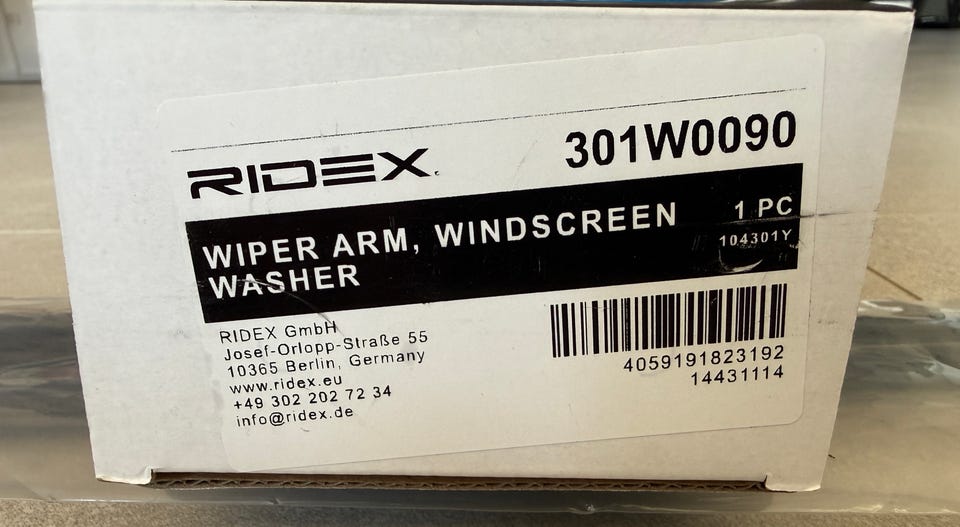 RIDEX
301W0090
WIPER ARM, WINDSCREEN
WASHER
1 PC
104301Y
RIDEX GmbH
Josef-Orlopp-Straße 55
10365 Berlin, Germany
www.ridex.eu
+49 302 202 72 34
info@ridex.de
4059191823192
14431114